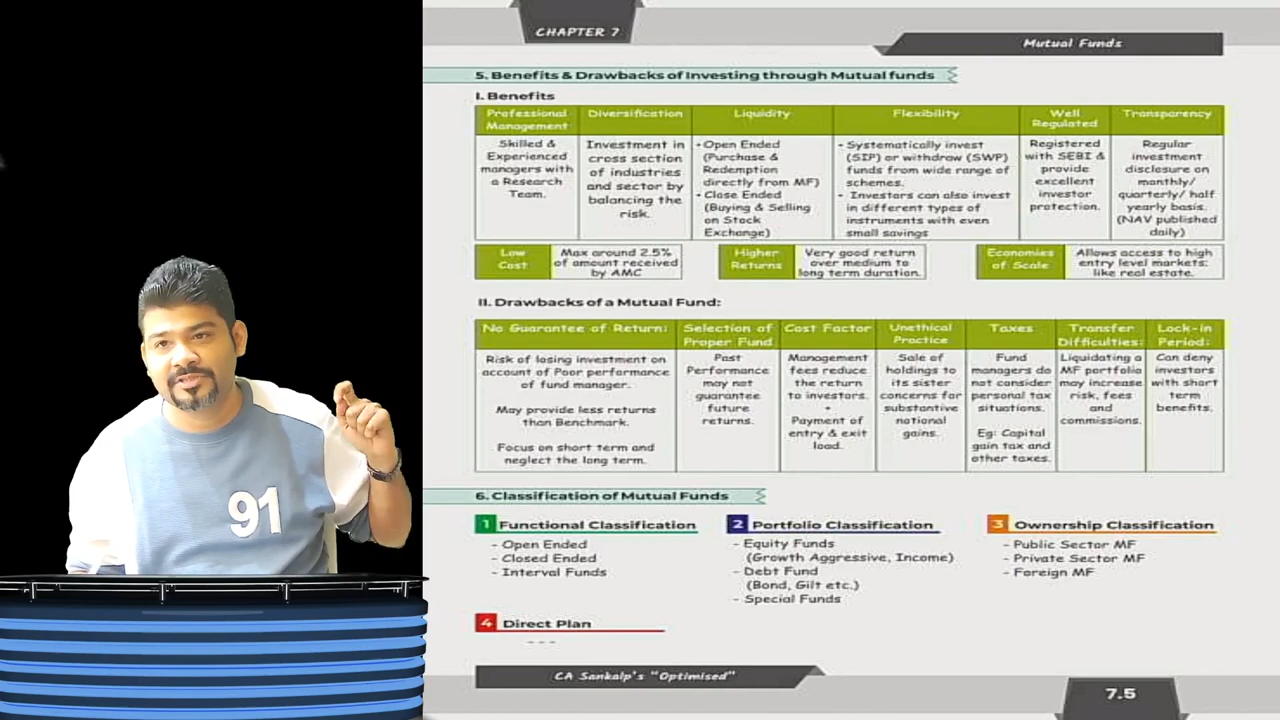 CHAPTER 7
Mutual Funds
5. Benefits & Drawbacks of Investing through Mutual funds
I. Benefits
Professional Management
Skilled & Experienced managers with a Research Team.
Diversification
Investment in cross section of industries and sector by balancing the risk.
Liquidity
• Open Ended (Purchase & Redemption directly from MF)
• Close Ended (Buying & Selling on Stock Exchange)
Flexibility
• Systematically invest (SIP) or withdraw (SWP) funds from wide range of schemes.
• Investors can also invest in different types of instruments with even small savings
Well Regulated
Registered with SEBI & provide excellent investor protection.
Transparency
Regular investment disclosure on monthly/ quarterly/ half yearly basis. (NAV published daily)
Low Cost
Max around 2.5% of amount received by AMC
Higher Returns
Very good return over medium to long term duration.
Economies of Scale
Allows access to high entry level markets; like real estate.
II. Drawbacks of a Mutual Fund:
No Guarantee of Return:
Risk of losing investment on account of Poor performance of fund manager.
May provide less returns than Benchmark.
Focus on short term and neglect the long term.
Selection of Proper Fund
Past Performance may not guarantee future returns.
Cost Factor
Management fees reduce the return to investors.
+
Payment of entry & exit load.
Unethical Practice
Sale of holdings to its sister concerns for substantive notional gains.
Taxes
Fund managers do not consider personal tax situations.
Eg: Capital gain tax and other taxes.
Transfer Difficulties:
Liquidating a MF portfolio may increase risk, fees and commissions.
Lock-in Period:
Can deny investors with short term benefits.
6. Classification of Mutual Funds
1 Functional Classification
- Open Ended
- Closed Ended
- Interval Funds
2 Portfolio Classification
- Equity Funds
(Growth Aggressive, Income)
- Debt Fund
(Bond, Gilt etc.)
- Special Funds
3 Ownership Classification
- Public Sector MF
- Private Sector MF
- Foreign MF
4 Direct Plan
- - -
CA Sankalp's "Optimised"
7.5
91